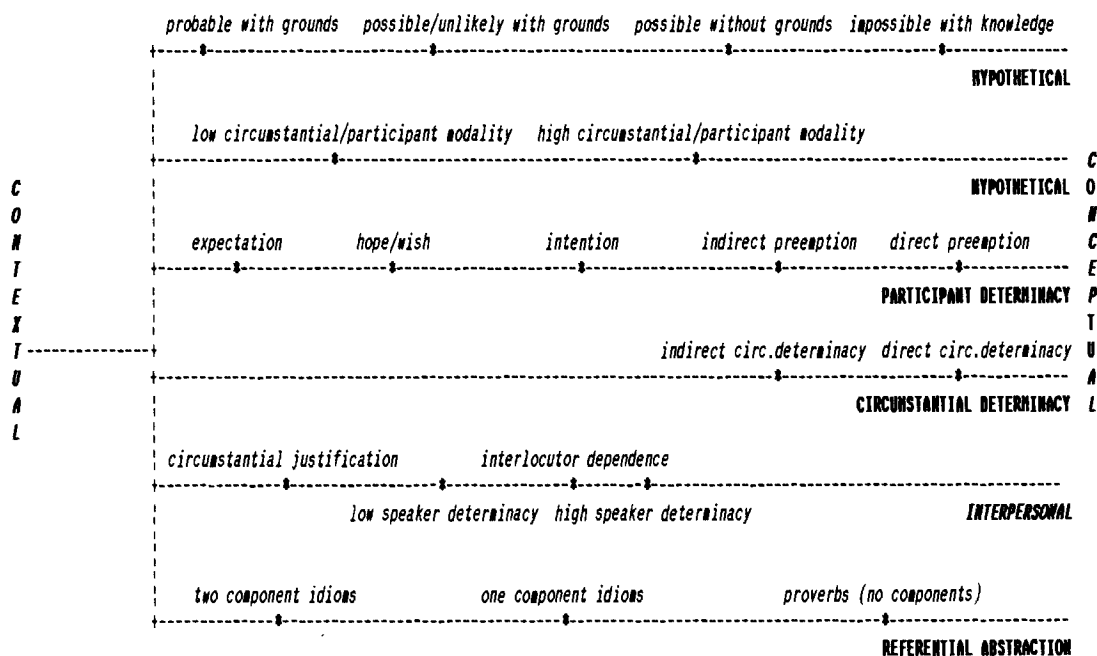 probable with grounds possible/unlikely with grounds possible without grounds impossible with knowledge
HYPOTHETICAL
low circumstantial/participant modality high circumstantial/participant modality
HYPOTHETICAL
expectation hope/wish intention indirect preemption direct preemption
PARTICIPANT DETERMINACY
indirect circ.determinacy direct circ.determinacy
CIRCUMSTANTIAL DETERMINACY
circumstantial justification interlocutor dependence
low speaker determinacy high speaker determinacy INTERPERSONAL
two component idioms one component idioms proverbs (no components)
REFERENTIAL ABSTRACTION
CONTEXTUAL
CONCEPTUAL